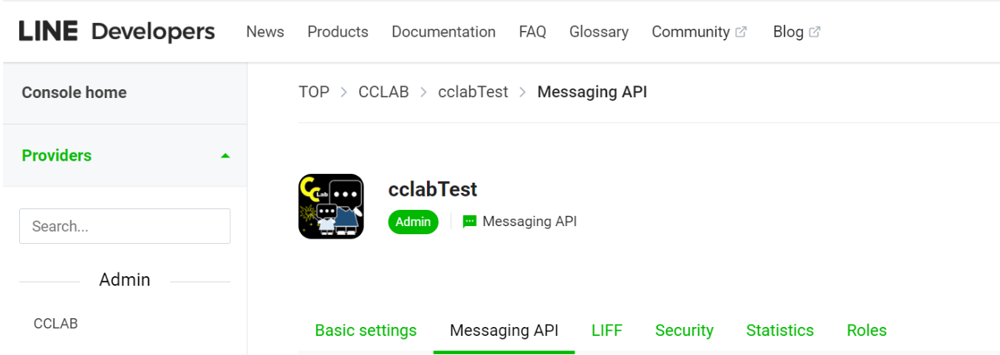 LINE Developers News Products Documentation FAQ Glossary Community Blog
Console home
TOP > CCLAB > cclabTest > Messaging API
Providers
CC Lab
cclabTest
Admin Messaging API
Search...
Admin
CCLAB
Basic settings Messaging API LIFF Security Statistics Roles